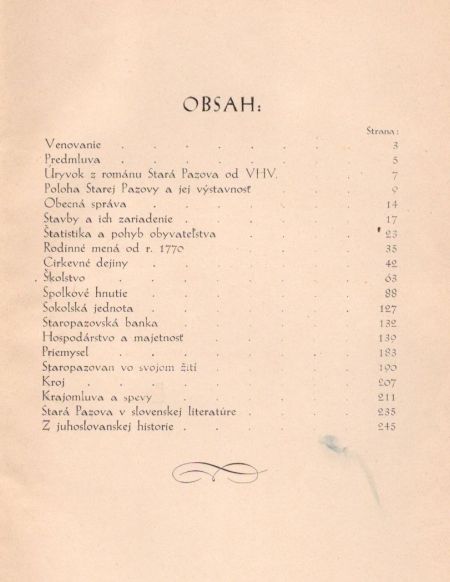 OBSAH:
Strana:
Venovanie . . . . . . . 3
Predmluva . . . . . . . 5
Úryvok z románu Stará Pazova od VHV. . . . 7
Poloha Starej Pazovy a jej výstavnosť . . . . 9
Obecná správa . . . . . . . 14
Stavby a ich zariadenie . . . . . . 17
Štatistika a pohyb obyvateľstva . . . . . 23
Rodinné mená od r. 1770 . . . . . 35
Cirkevné dejiny . . . . . . . 42
Školstvo . . . . . . . 63
Spolkové hnutie . . . . . . . 88
Sokolská jednota . . . . . . . 127
Staropazovská banka . . . . . . 132
Hospodárstvo a majetnosť . . . . . 139
Priemysel . . . . . . . 183
Staropazovan vo svojom žití . . . . . 190
Kroj . . . . . . . . 207
Krajomluva a spevy . . . . . . 211
Stará Pazova v slovenskej literatúre . . . . 235
Z juhoslovanskej historie . . . . . . 245